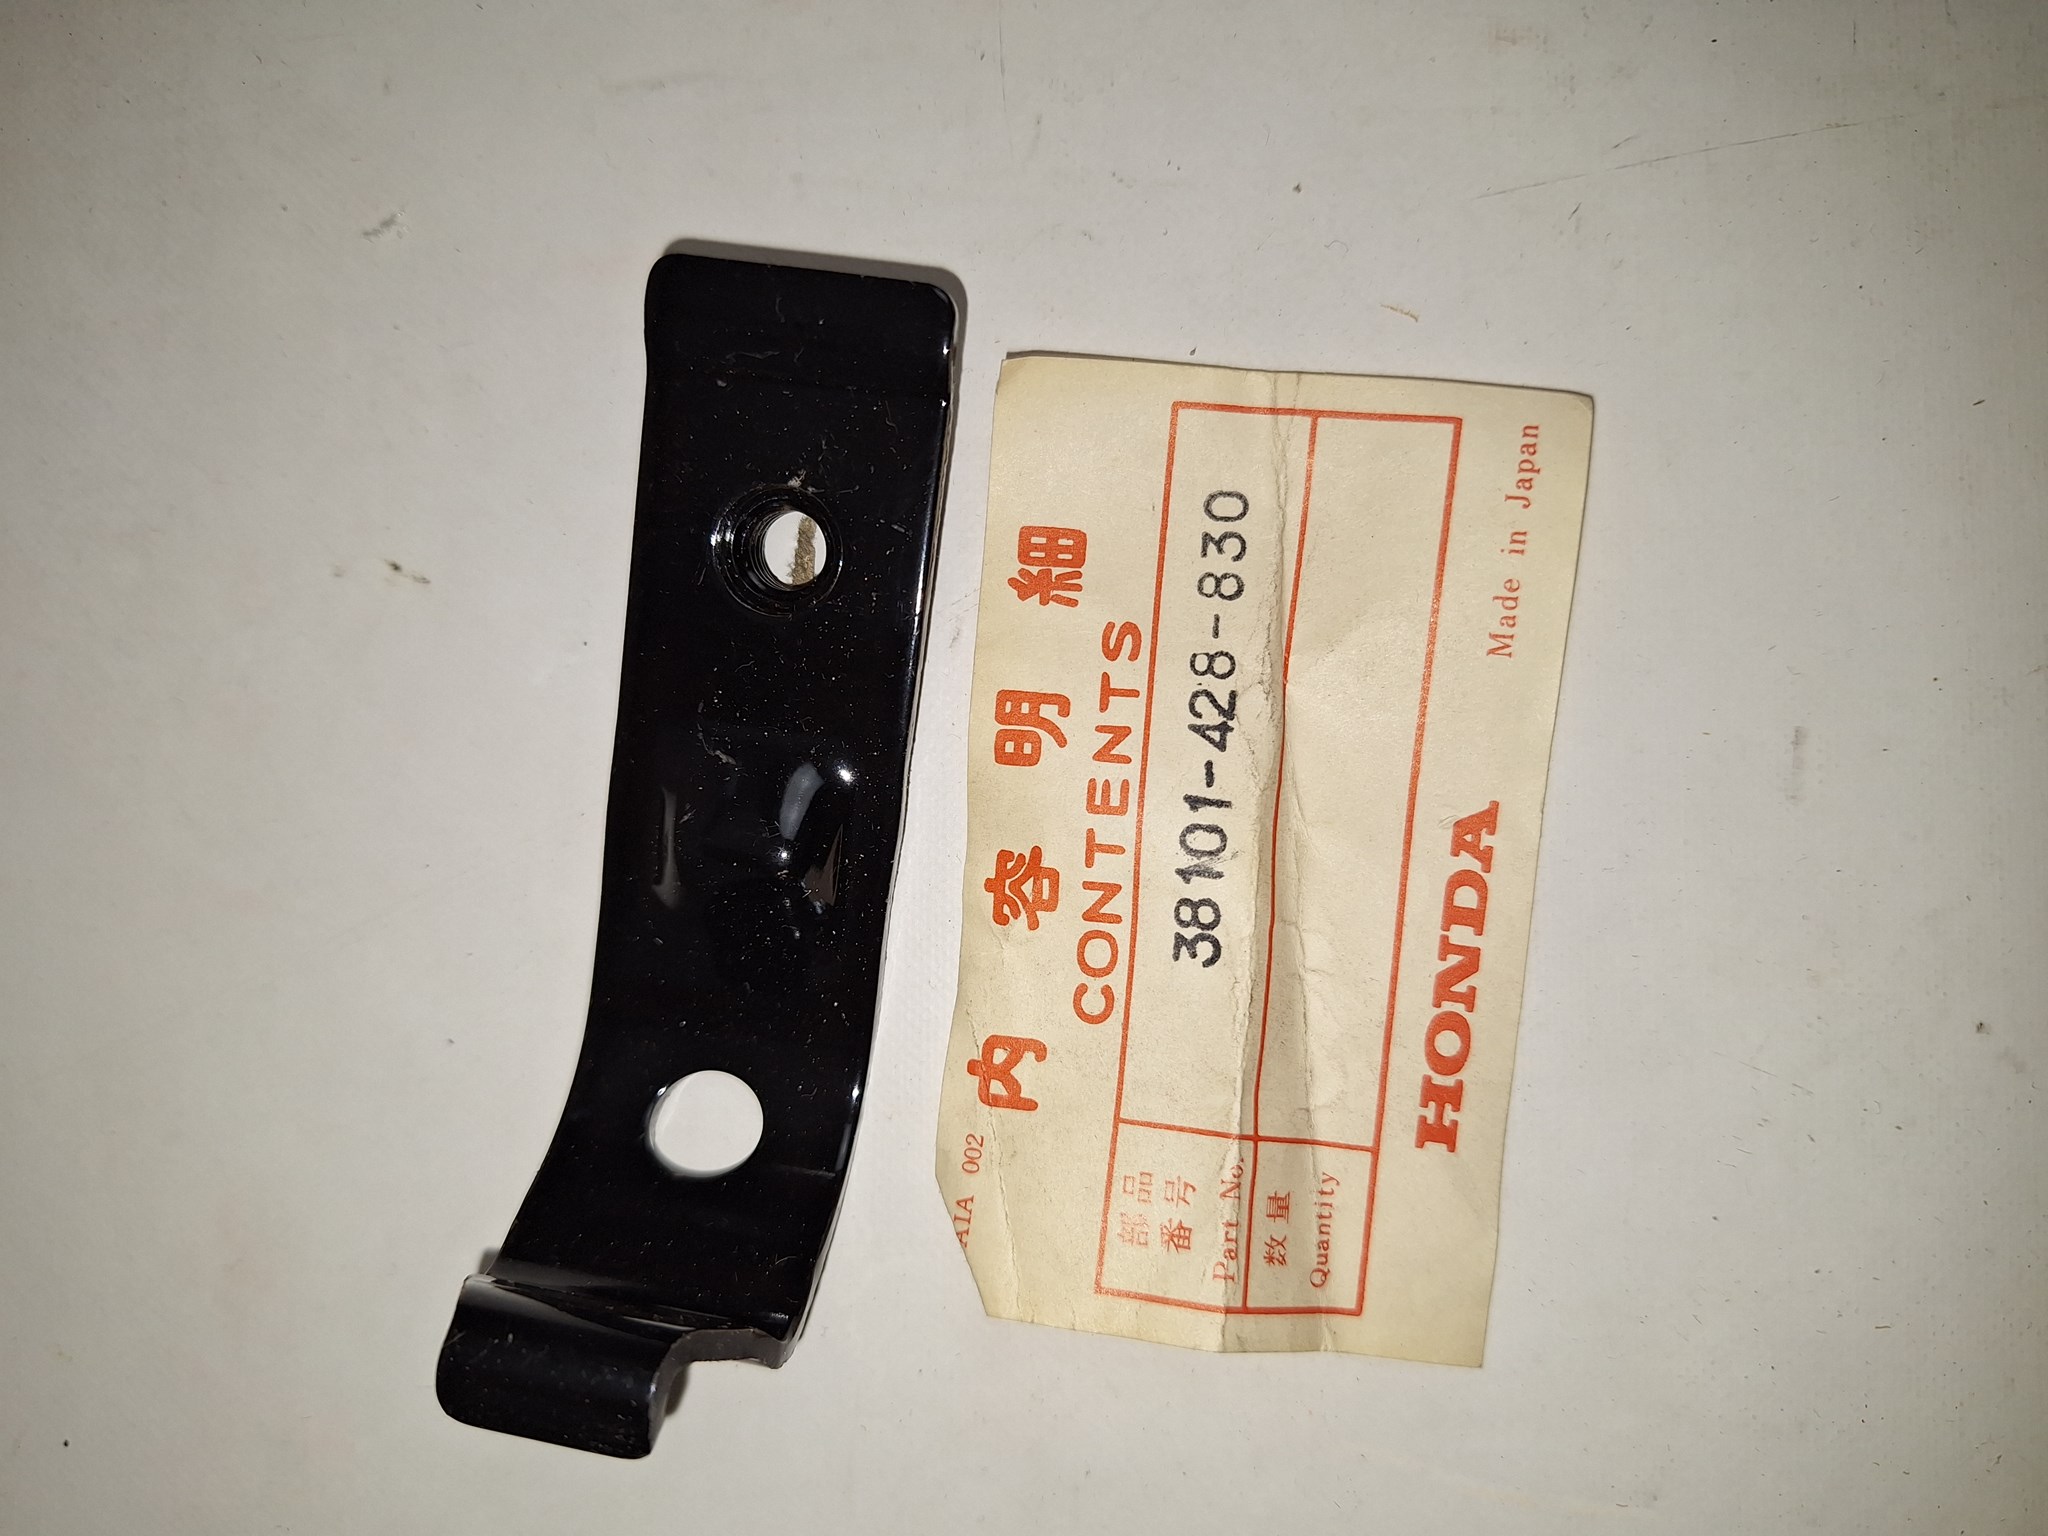 AIA 002
内容明細
CONTENTS
部品番号
Part No.
38101-428-830
数量
Quantity
HONDA
Made in Japan